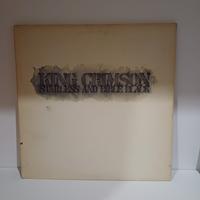 KING CRIMSON
STARLESS AND BIBLE BLACK